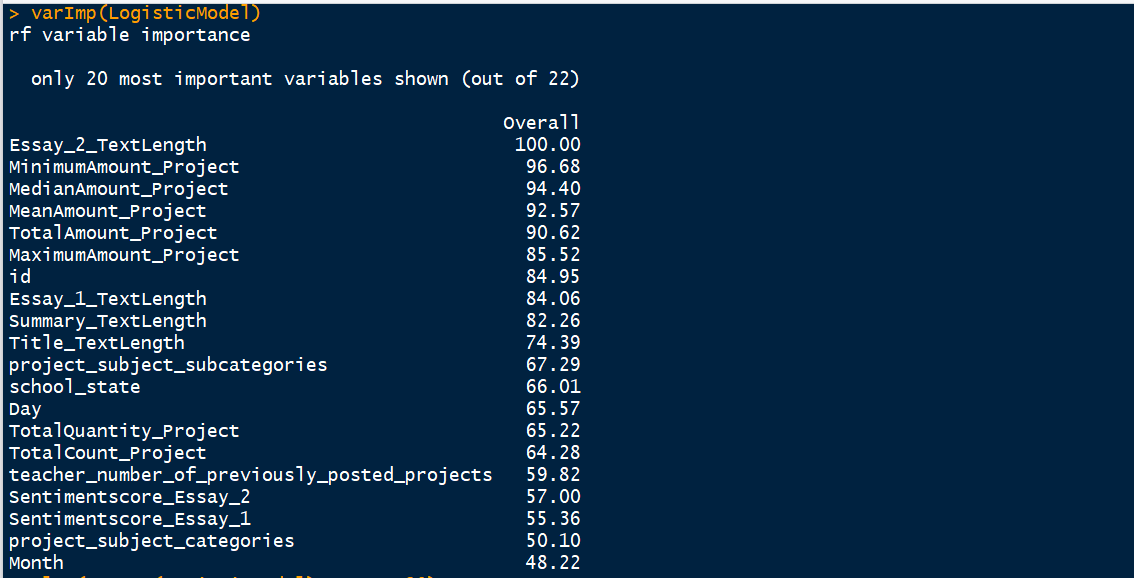 > varImp(LogisticModel)
rf variable importance
only 20 most important variables shown (out of 22)
Overall
Essay_2_TextLength 100.00
MinimumAmount_Project 96.68
MedianAmount_Project 94.40
MeanAmount_Project 92.57
TotalAmount_Project 90.62
MaximumAmount_Project 85.52
id 84.95
Essay_1_TextLength 84.06
Summary_TextLength 82.26
Title_TextLength 74.39
project_subject_subcategories 67.29
school_state 66.01
Day 65.57
TotalQuantity_Project 65.22
TotalCount_Project 64.28
teacher_number_of_previously_posted_projects 59.82
Sentimentscore_Essay_2 57.00
Sentimentscore_Essay_1 55.36
project_subject_categories 50.10
Month 48.22